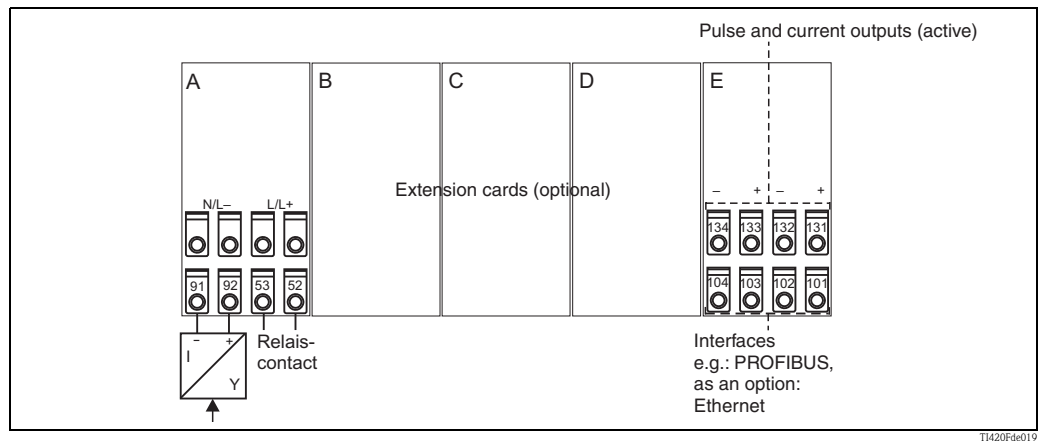 Pulse and current outputs (active)
A
B
C
D
E
Extension cards (optional)
N/L–
L/L+
– + – +
134 133 132 131
91 92 53 52
104 103 102 101
– +
I
Y
Relais-
contact
Interfaces
e.g.: PROFIBUS,
as an option:
Ethernet
TI420Fde019